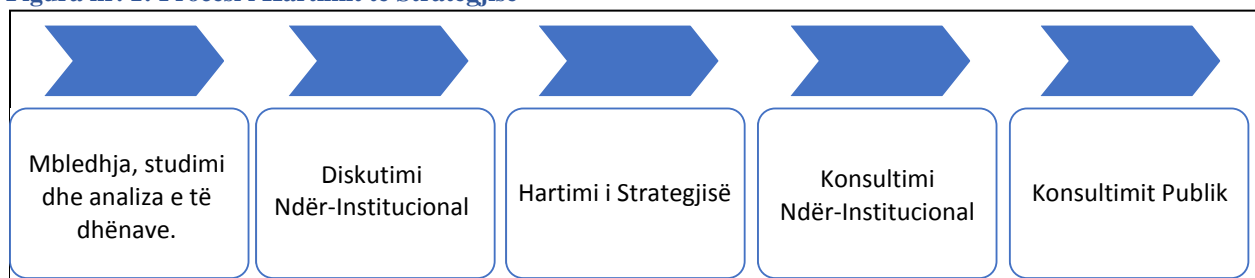 Mbledhja, studimi
dhe analiza e të
dhënave.
Diskutimi
Ndër-Institucional
Hartimi i Strategjisë
Konsultimi
Ndër-Institucional
Konsultimit Publik